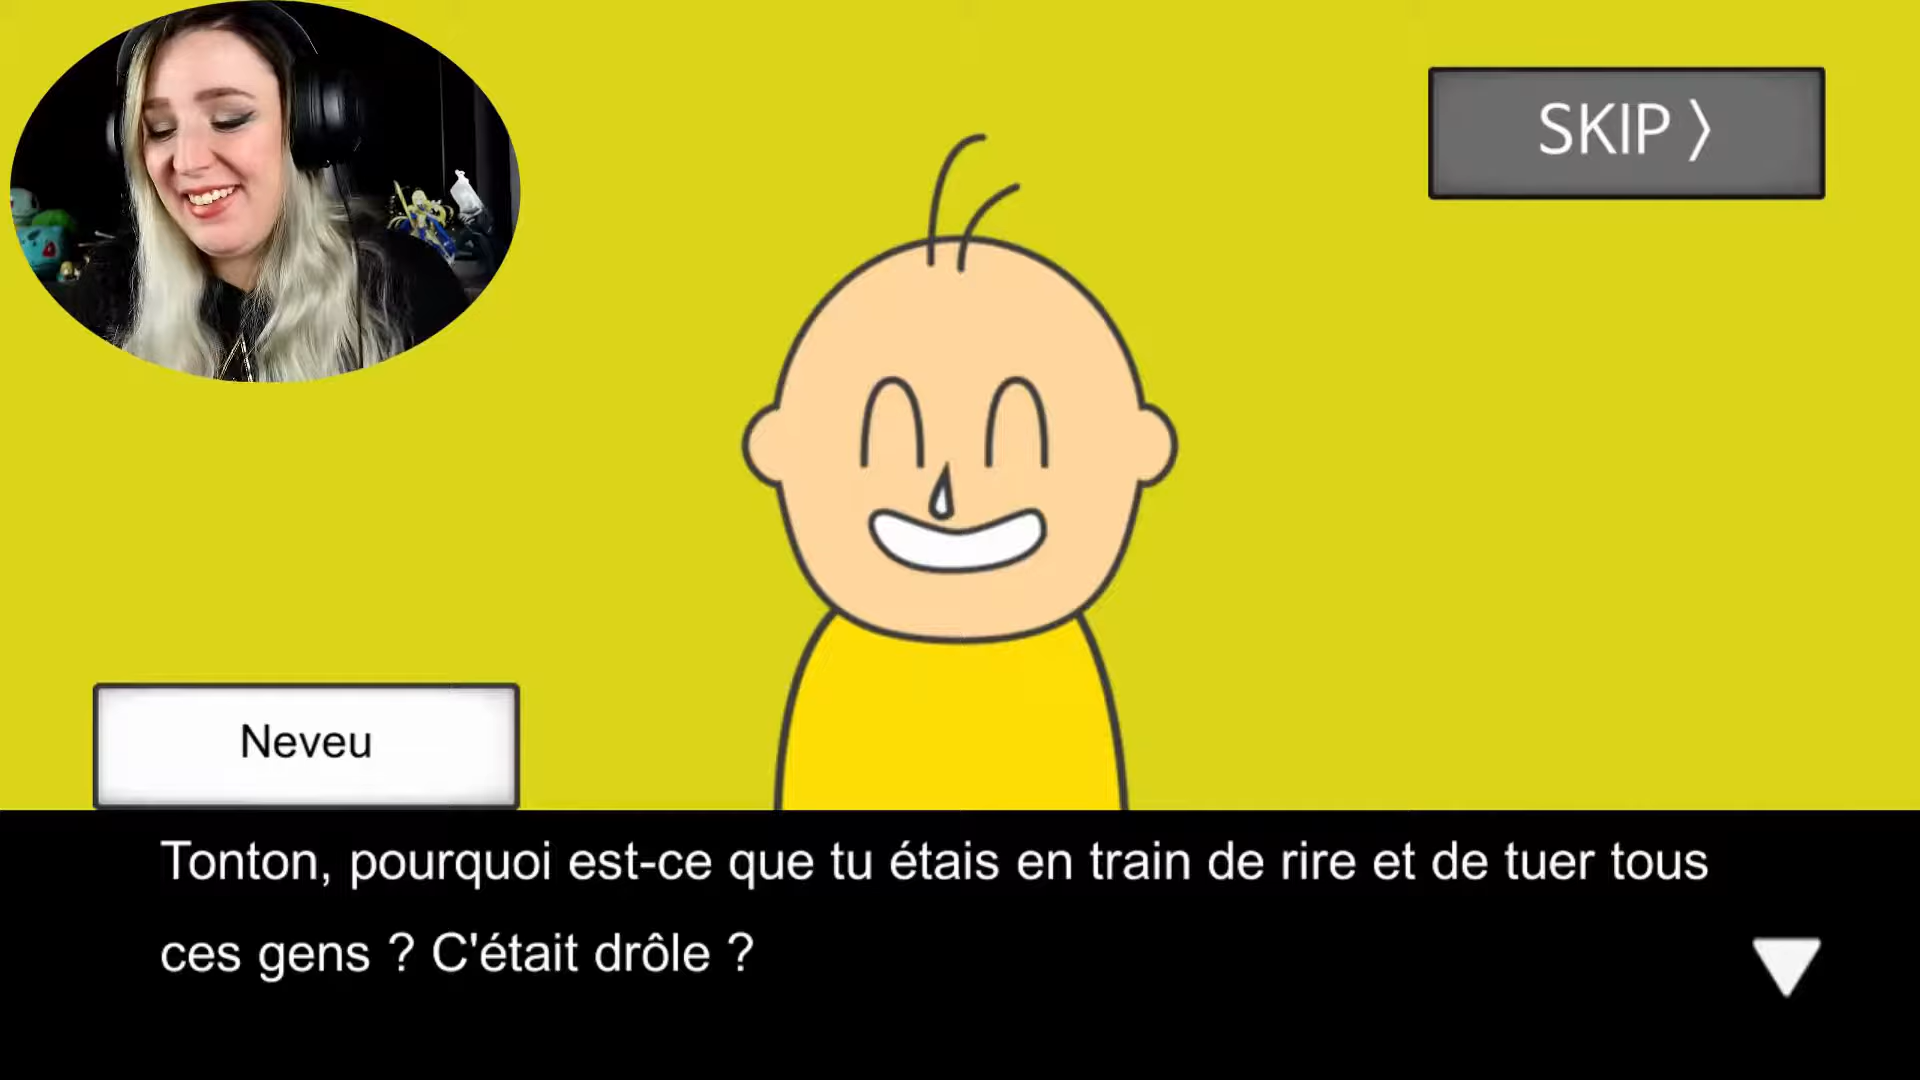 SKIP 〉
Neveu
Tonton, pourquoi est-ce que tu étais en train de rire et de tuer tous
ces gens ? C'était drôle ?